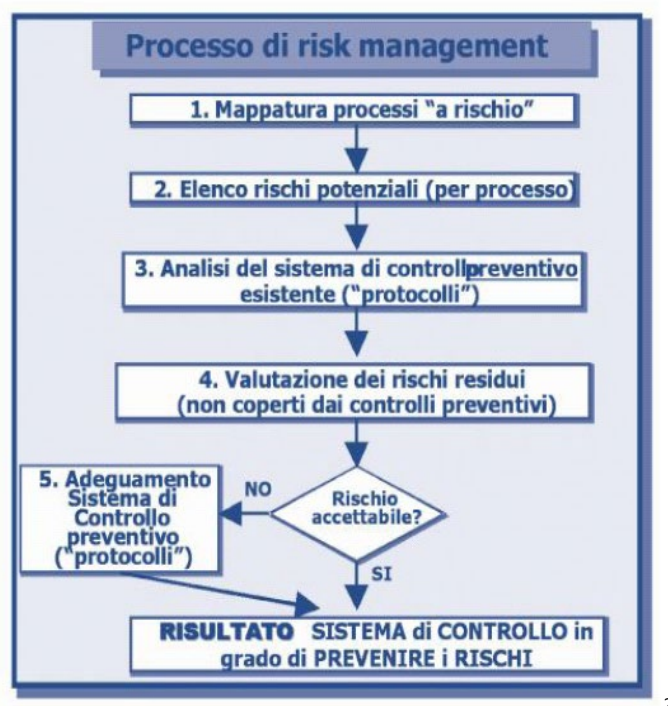 Processo di risk management
1. Mappatura processi “a rischio”
2. Elenco rischi potenziali (per processo)
3. Analisi del sistema di controllo preventivo
esistente (“protocolli”)
4. Valutazione dei rischi residui
(non coperti dai controlli preventivi)
Rischio
accettabile?
NO
5. Adeguamento
Sistema di
Controllo
preventivo
(“protocolli”)
SI
RISULTATO SISTEMA di CONTROLLO in
grado di PREVENIRE i RISCHI